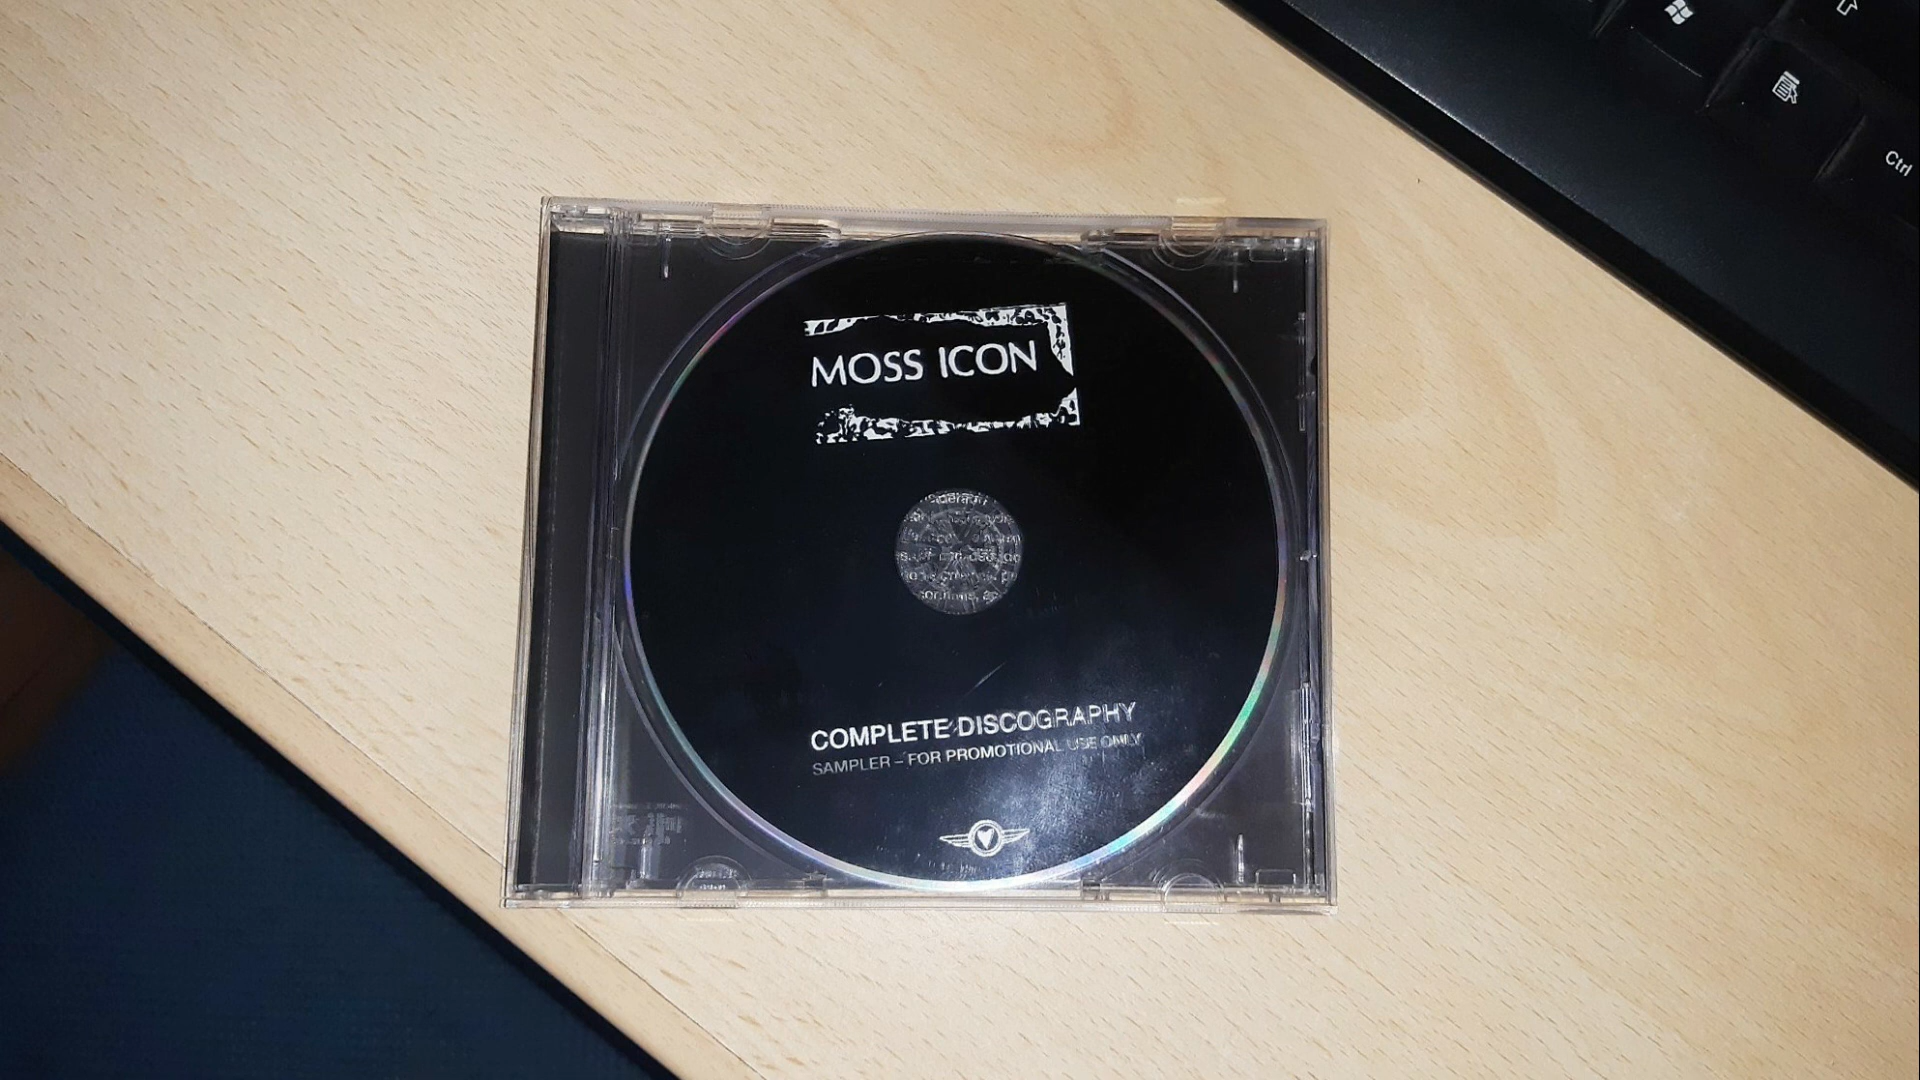 Ctrl
MOSS ICON
COMPLETE DISCOGRAPHY
SAMPLER – FOR PROMOTIONAL USE ONLY